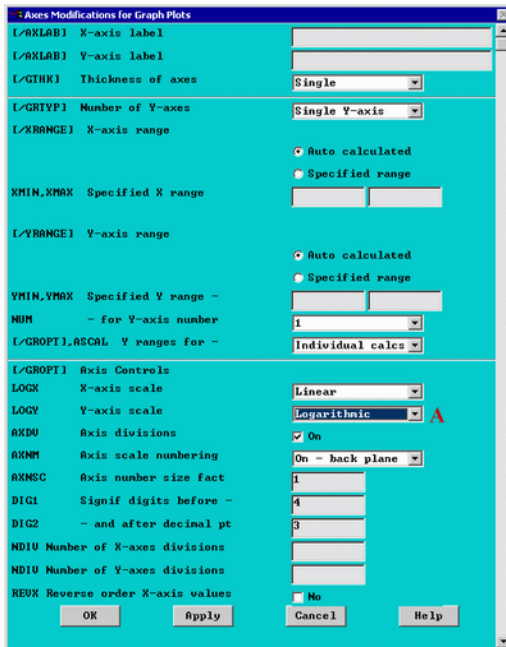 Axes Modifications for Graph Plots
[/AXLAB] X-axis label
[/AXLAB] Y-axis label
[/GTHK] Thickness of axes Single
[/GRTYP] Number of Y-axes Single Y-axis
[/XRANGE] X-axis range
Auto calculated
Specified range
XMIN,XMAX Specified X range
[/YRANGE] Y-axis range
Auto calculated
Specified range
YMIN,YMAX Specified Y range -
NUM - for Y-axis number 1
[/GROPT],ASCAL Y ranges for - Individual calcs
[/GROPT] Axis Controls
LOGX X-axis scale Linear
LOGY Y-axis scale Logarithmic A
AXDV Axis divisions On
AXNM Axis scale numbering On - back plane
AXNSC Axis number size fact 1
DIG1 Signif digits before - 4
DIG2 - and after decimal pt 3
NDIV Number of X-axes divisions
NDIV Number of Y-axes divisions
REVX Reverse order X-axis values No
OK Apply Cancel Help